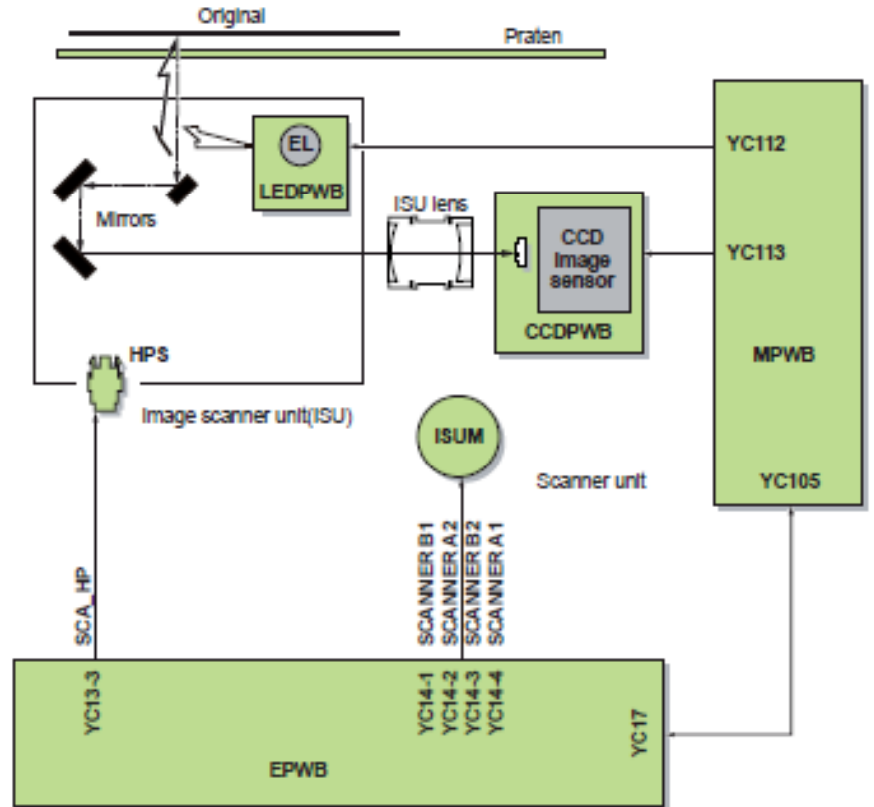 Original
Praten
EL
LEDPWB
YC112
ISU lens
Mirrors
CCD
Image
sensor
YC113
CCDPWB
MPWB
HPS
Image scanner unit(ISU)
ISUM
Scanner unit
YC105
SCA_HP
SCANNER B1
SCANNER A2
SCANNER B2
SCANNER A1
YC13-3
YC14-1
YC14-2
YC14-3
YC14-4
YC17
EPWB